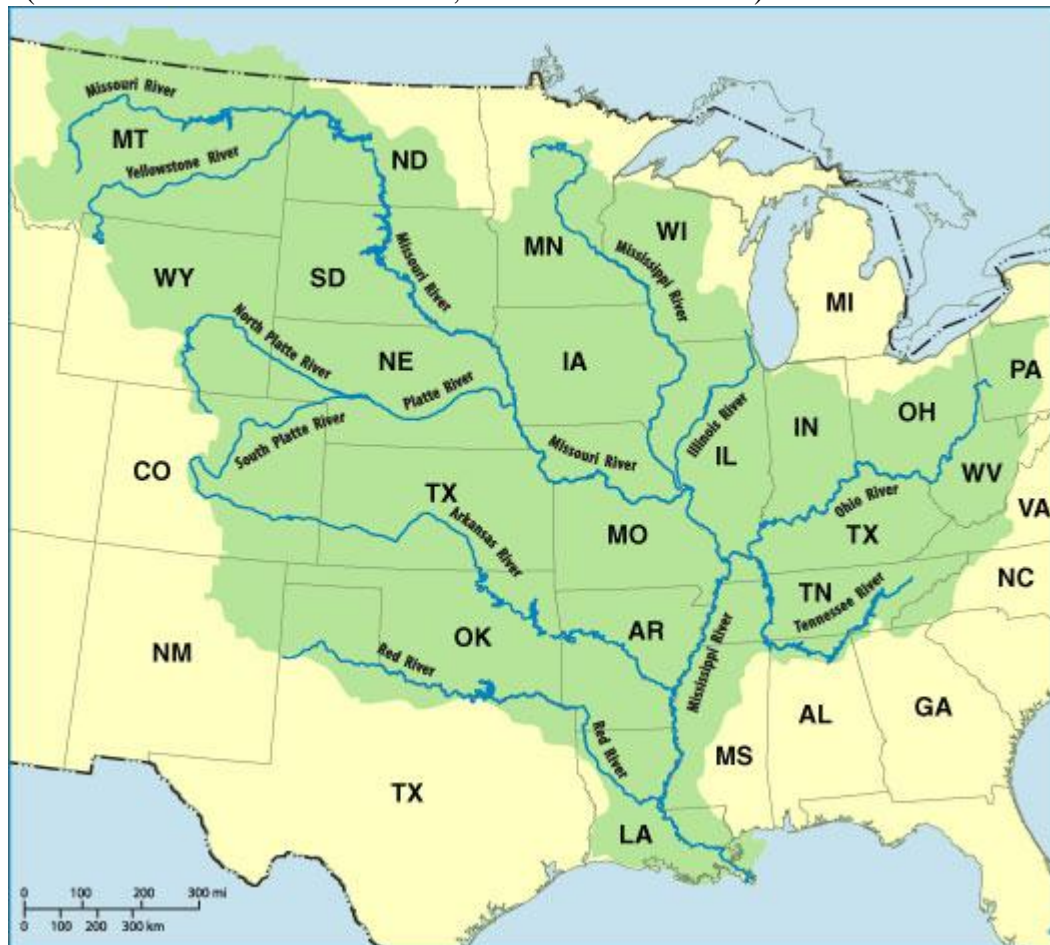 Missouri River
MT
Yellowstone River
ND
MN
WI
Mississippi River
WY
SD
Missouri River
MI
North Platte River
NE
Platte River
IA
PA
OH
IN
Illinois River
IL
South Platte River
CO
Missouri River
WV
TX
Arkansas River
MO
Ohio River
TX
VA
NC
TN
Tennessee River
AR
OK
NM
Red River
Mississippi River
AL
GA
MS
Red River
TX
LA
0 100 200 300 mi
0 100 200 300 km